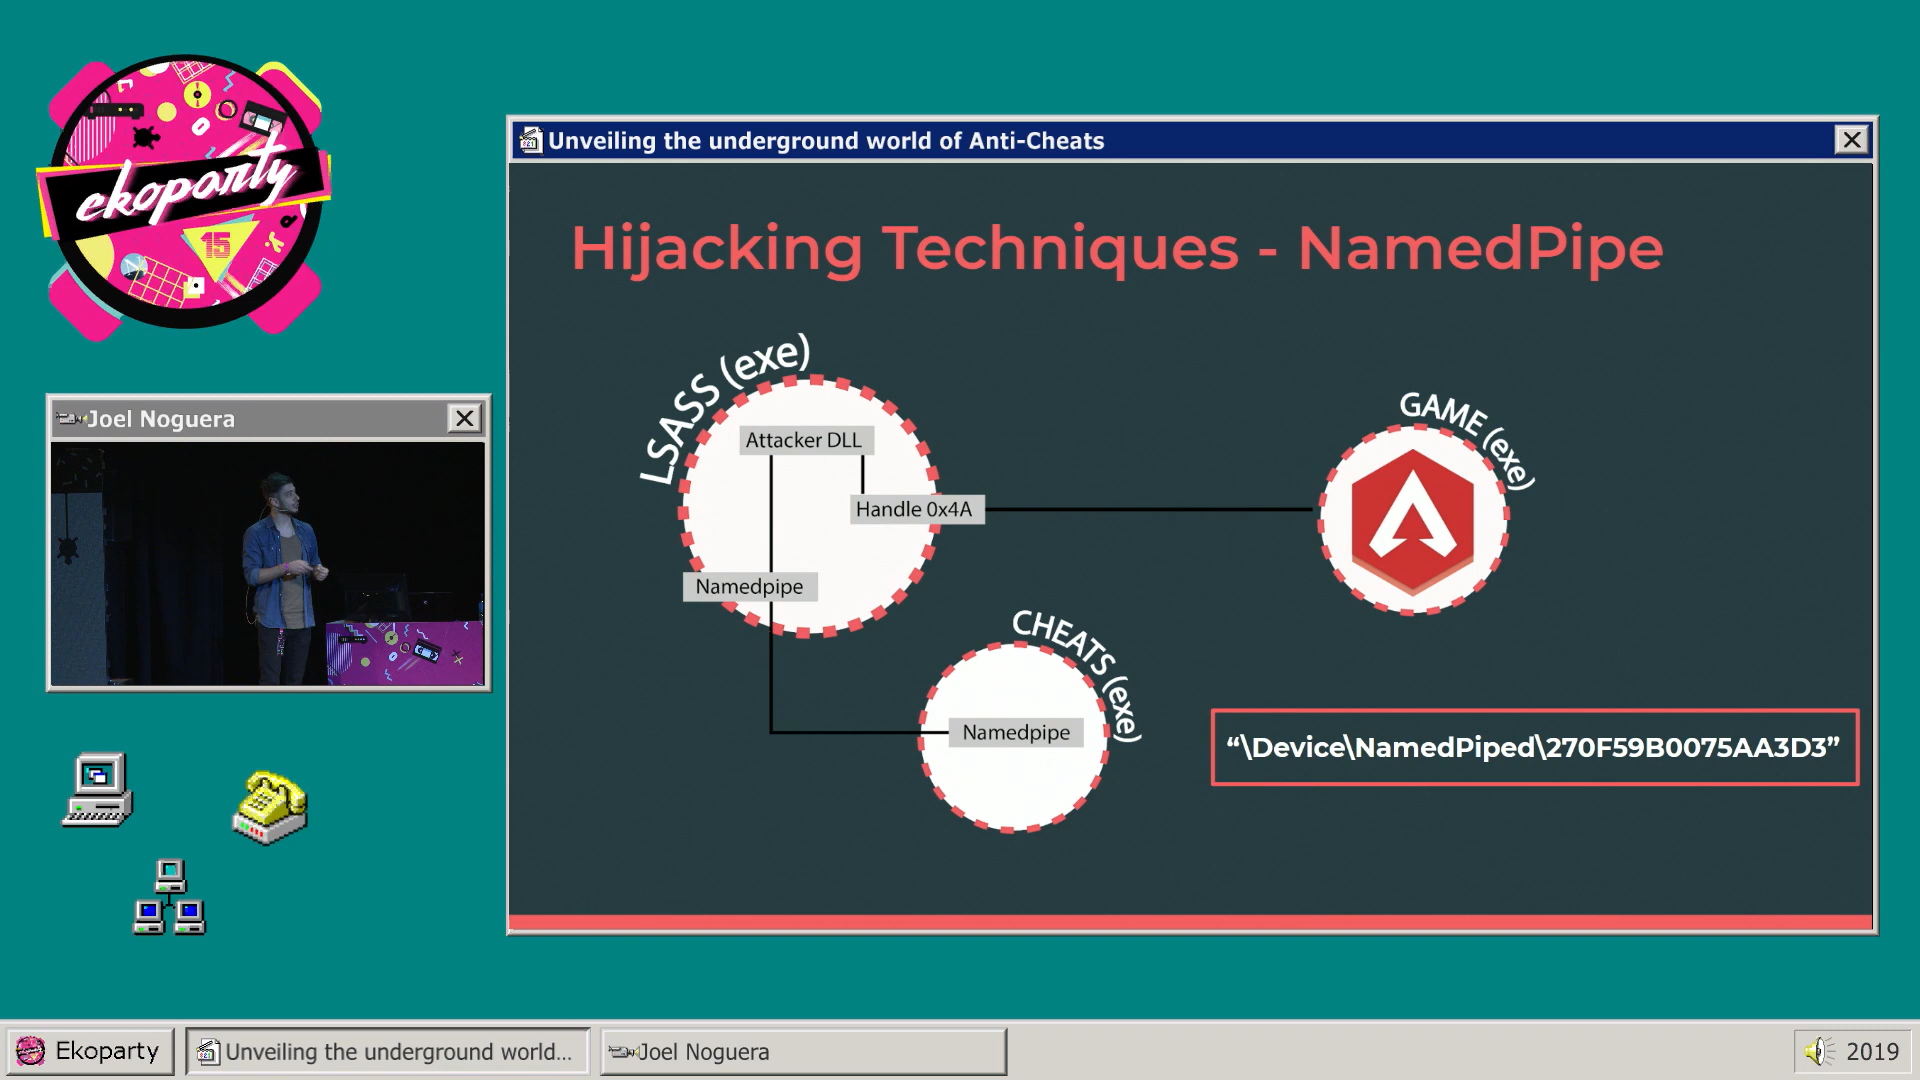 ekoparty
15
Unveiling the underground world of Anti-Cheats
Hijacking Techniques - NamedPipe
LSASS (exe)
Attacker DLL
Handle 0x4A
Namedpipe
GAME (exe)
CHEATS (exe)
Namedpipe
“\Device\NamedPiped\270F59B0075AA3D3”
Joel Noguera
Ekoparty
Unveiling the underground world...
Joel Noguera
2019